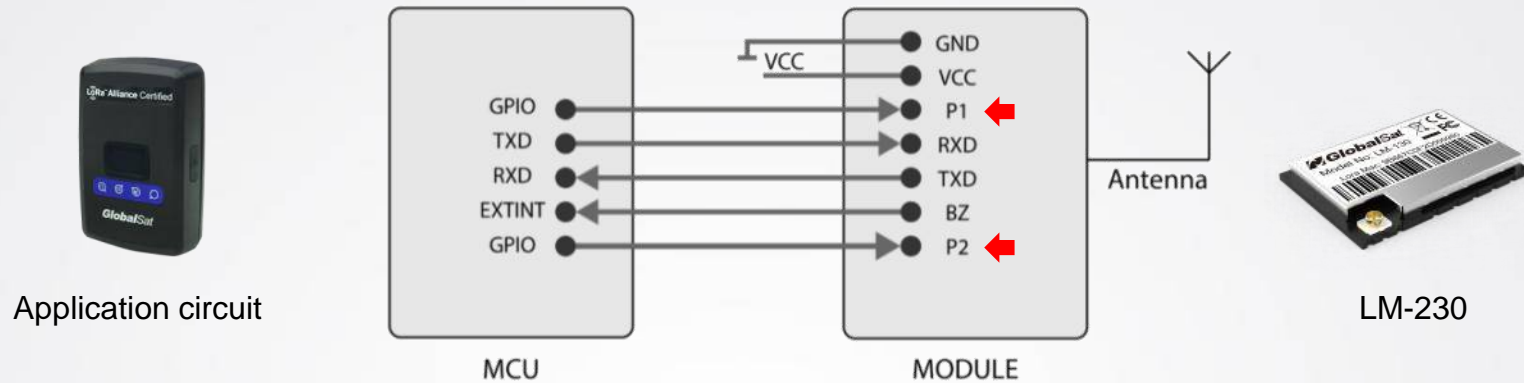 LoRa Alliance Certified
GlobalSat
Application circuit
GPIO
TXD
RXD
EXTINT
GPIO
MCU
VCC
GND
VCC
P1
RXD
TXD
BZ
P2
MODULE
Antenna
GlobalSat
Model No: LM-130
LM-230